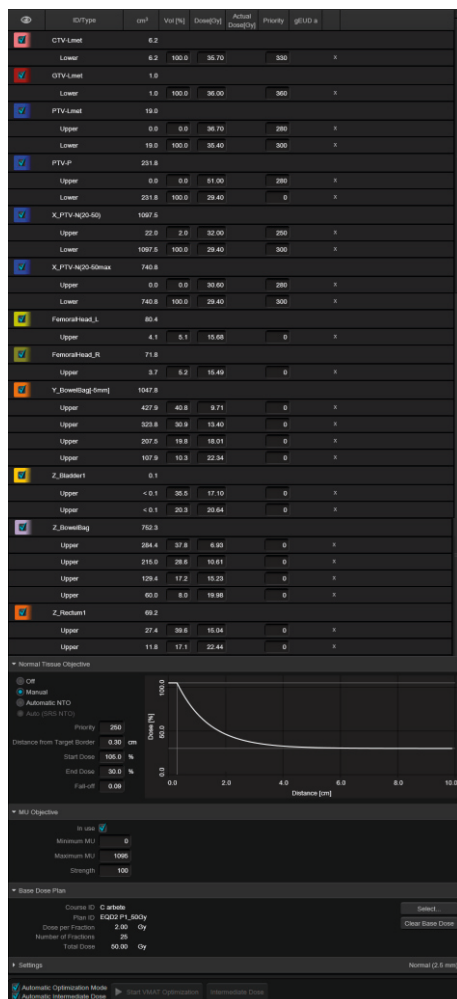 ID/Type cm³ Vol [%] Dose[Gy] Actual Dose[Gy] Priority gEUD a
CTV-Lmet 6.2
Lower 6.2 100.0 35.70 330 x
GTV-Lmet 1.0
Lower 1.0 100.0 36.00 360 x
PTV-Lmet 19.0
Upper 0.0 0.0 36.70 280 x
Lower 19.0 100.0 35.40 300 x
PTV-P 231.8
Upper 0.0 0.0 51.00 280 x
Lower 231.8 100.0 29.40 0 x
X_PTV-N(20-50) 1097.5
Upper 22.0 2.0 32.00 250 x
Lower 1097.5 100.0 29.40 300 x
X_PTV-N(20-50max 740.8
Upper 0.0 0.0 30.60 280 x
Lower 740.8 100.0 29.40 300 x
FemoralHead_L 80.4
Upper 4.1 5.1 15.68 0 x
FemoralHead_R 71.8
Upper 3.7 5.2 15.49 0 x
Y_BowelBag[-5mm] 1047.8
Upper 427.9 40.8 9.71 0 x
Upper 323.8 30.9 13.40 0 x
Upper 207.5 19.8 18.01 0 x
Upper 107.9 10.3 22.34 0 x
Z_Bladder1 0.1
Upper < 0.1 35.5 17.10 0 x
Upper < 0.1 20.3 20.64 0 x
Z_BowelBag 752.3
Upper 284.4 37.8 6.93 0 x
Upper 215.0 28.6 10.61 0 x
Upper 129.4 17.2 15.23 0 x
Upper 60.0 8.0 19.98 0 x
Z_Rectum1 69.2
Upper 27.4 39.6 15.04 0 x
Upper 11.8 17.1 22.44 0 x
Normal Tissue Objective
Off
Manual
Automatic NTO
Auto (SRS NTO)
Priority 250
Distance from Target Border 0.30 cm
Start Dose 105.0 %
End Dose 30.0 %
Fall-off 0.09
Dose [%]
100.0
50.0
0
0.0 2.0 4.0 6.0 8.0 10.0
Distance [cm]
MU Objective
In use
Minimum MU 0
Maximum MU 1095
Strength 100
Base Dose Plan
Course ID C arbete Select...
Plan ID EQD2 P1_50Gy
Dose per Fraction 2.00 Gy Clear Base Dose
Number of Fractions 25
Total Dose 50.00 Gy
Settings Normal (2.5 mm)
Automatic Optimization Mode
Automatic Intermediate Dose
Start VMAT Optimization Intermediate Dose